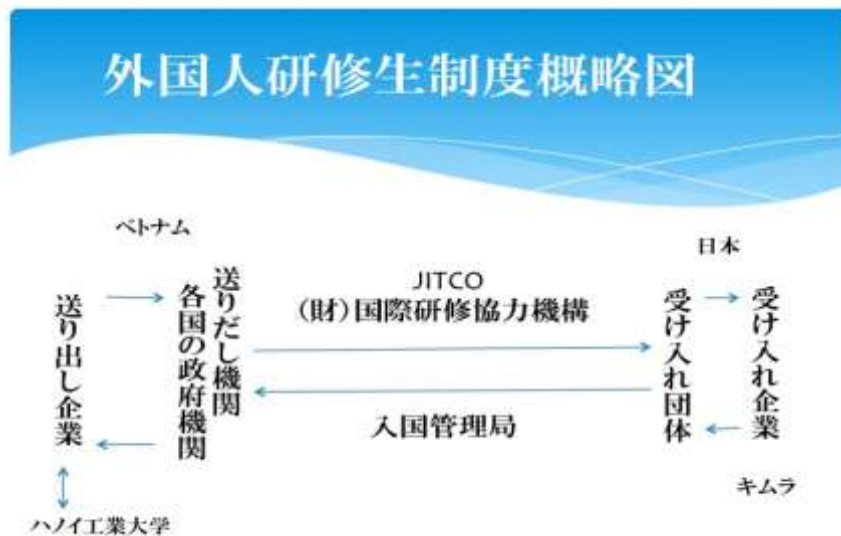 外国人研修生制度概略図
ベトナム
日本
送り出し企業
送りだし機関
各国の政府機関
JITCO
(財)国際研修協力機構
入国管理局
受け入れ団体
受け入れ企業
キムラ
ハノイ工業大学